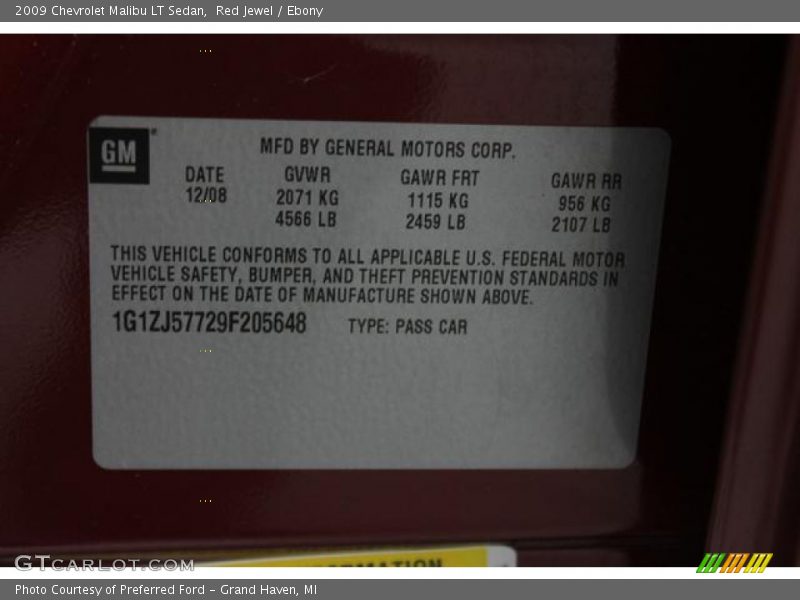 2009 Chevrolet Malibu LT Sedan,  Red Jewel / Ebony
GM
MFD BY GENERAL MOTORS CORP.
DATE GVWR GAWR FRT GAWR RR
12/08 2071 KG 1115 KG 956 KG
4566 LB 2459 LB 2107 LB
THIS VEHICLE CONFORMS TO ALL APPLICABLE U.S. FEDERAL MOTOR
VEHICLE SAFETY, BUMPER, AND THEFT PREVENTION STANDARDS IN
EFFECT ON THE DATE OF MANUFACTURE SHOWN ABOVE.
1G1ZJ57729F205648 TYPE: PASS CAR
GTCARLOT.COM
Photo Courtesy of Preferred Ford - Grand Haven, MI